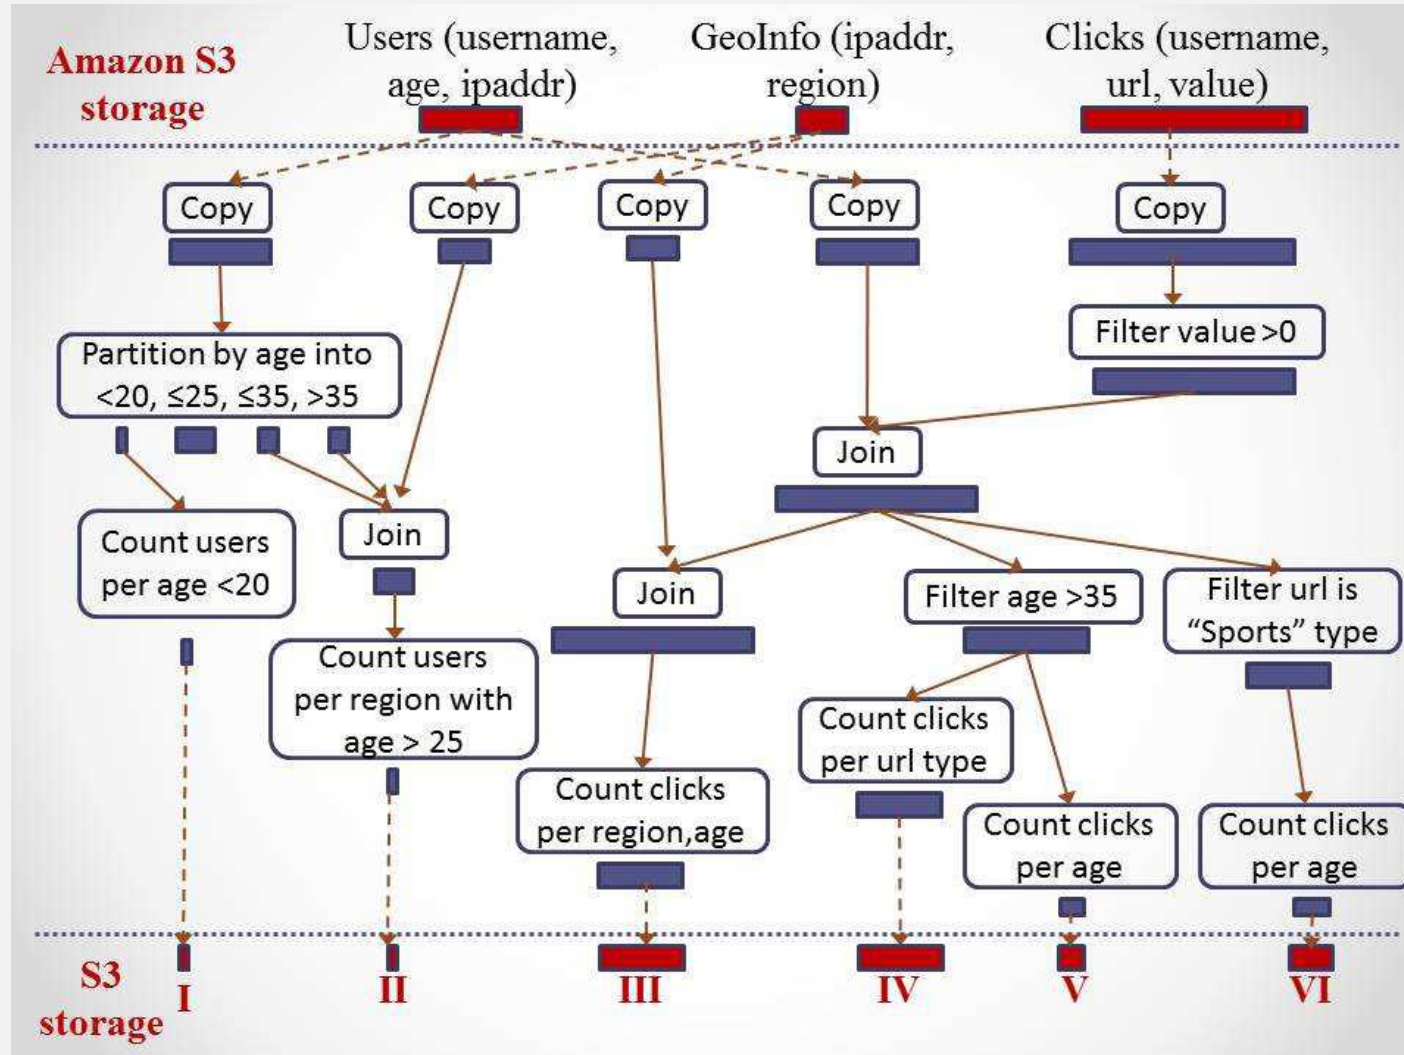 Amazon S3
storage
Users (username,
age, ipaddr)
GeoInfo (ipaddr,
region)
Clicks (username,
url, value)
Copy
Copy
Copy
Copy
Copy
Partition by age into
<20, ≤25, ≤35, >35
Filter value >0
Join
Count users
per age <20
Join
Join
Filter age >35
Filter url is
“Sports” type
Count users
per region with
age > 25
Count clicks
per url type
Count clicks
per region,age
Count clicks
per age
Count clicks
per age
S3
storage
I
II
III
IV
V
VI